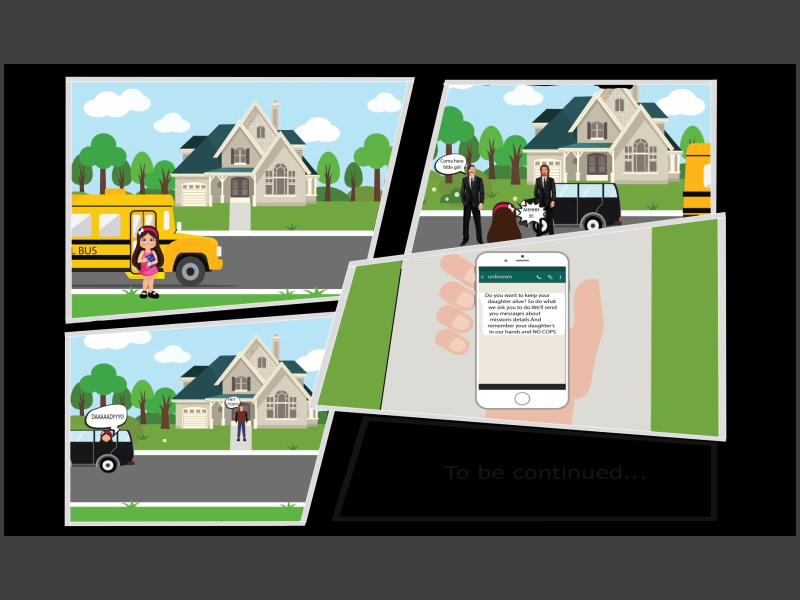 L BUS
Come here
little girl
AHHHH
!!!
DAAAAADYYY!!!
HEY
STOP!!
unknown
Do you want to keep your
daughter alive? So do what
we ask you to do.We'll send
you messages about
missions details.And
remember your daughter's
in our hands and NO COPS
To be continued...